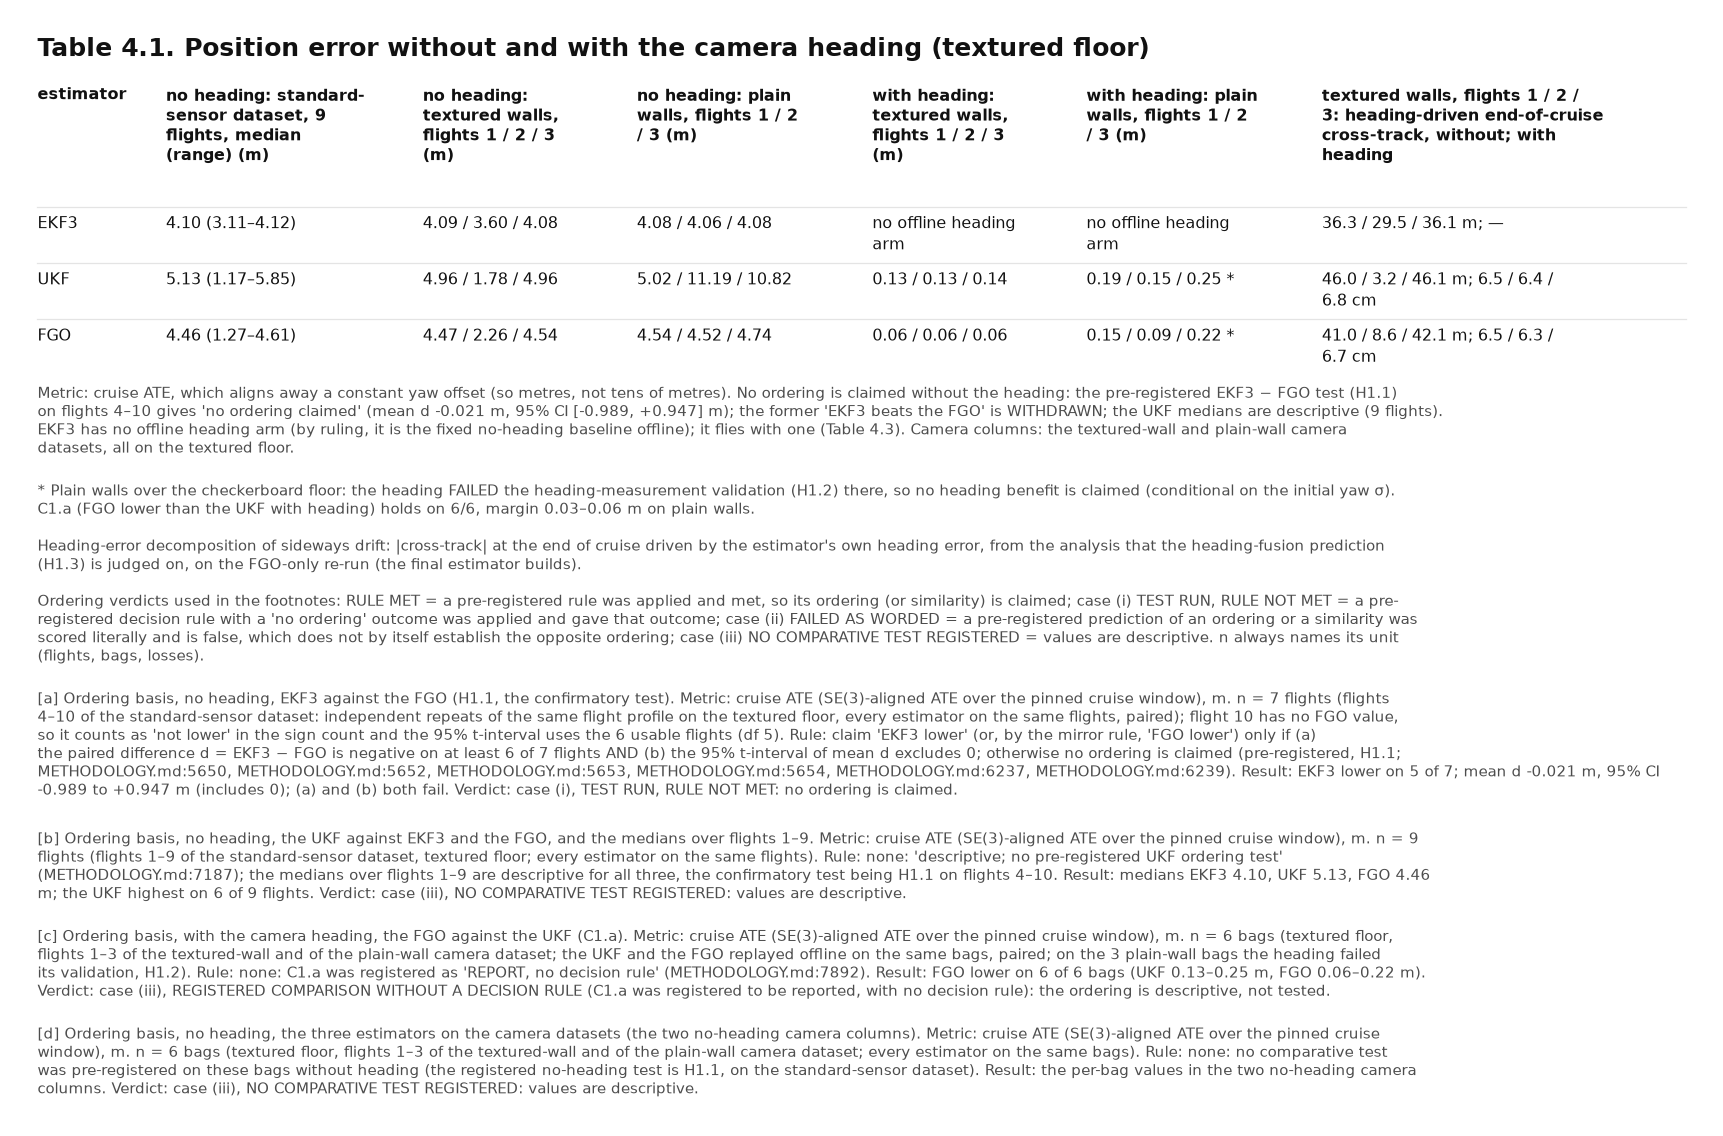 Table 4.1. Position error without and with the camera heading (textured floor)
estimator
no heading: standard-
sensor dataset, 9
flights, median
(range) (m)
no heading:
textured walls,
flights 1 / 2 / 3
(m)
no heading: plain
walls, flights 1 / 2
/ 3 (m)
with heading:
textured walls,
flights 1 / 2 / 3
(m)
with heading: plain
walls, flights 1 / 2
/ 3 (m)
textured walls, flights 1 / 2 /
3: heading-driven end-of-cruise
cross-track, without; with
heading
EKF3
4.10 (3.11–4.12)
4.09 / 3.60 / 4.08
4.08 / 4.06 / 4.08
no offline heading
arm
no offline heading
arm
36.3 / 29.5 / 36.1 m; —
UKF
5.13 (1.17–5.85)
4.96 / 1.78 / 4.96
5.02 / 11.19 / 10.82
0.13 / 0.13 / 0.14
0.19 / 0.15 / 0.25 *
46.0 / 3.2 / 46.1 m; 6.5 / 6.4 /
6.8 cm
FGO
4.46 (1.27–4.61)
4.47 / 2.26 / 4.54
4.54 / 4.52 / 4.74
0.06 / 0.06 / 0.06
0.15 / 0.09 / 0.22 *
41.0 / 8.6 / 42.1 m; 6.5 / 6.3 /
6.7 cm
Metric: cruise ATE, which aligns away a constant yaw offset (so metres, not tens of metres). No ordering is claimed without the heading: the pre-registered EKF3 − FGO test (H1.1)
on flights 4–10 gives 'no ordering claimed' (mean d -0.021 m, 95% CI [-0.989, +0.947] m); the former 'EKF3 beats the FGO' is WITHDRAWN; the UKF medians are descriptive (9 flights).
EKF3 has no offline heading arm (by ruling, it is the fixed no-heading baseline offline); it flies with one (Table 4.3). Camera columns: the textured-wall and plain-wall camera
datasets, all on the textured floor.
* Plain walls over the checkerboard floor: the heading FAILED the heading-measurement validation (H1.2) there, so no heading benefit is claimed (conditional on the initial yaw σ).
C1.a (FGO lower than the UKF with heading) holds on 6/6, margin 0.03–0.06 m on plain walls.
Heading-error decomposition of sideways drift: |cross-track| at the end of cruise driven by the estimator's own heading error, from the analysis that the heading-fusion prediction
(H1.3) is judged on, on the FGO-only re-run (the final estimator builds).
Ordering verdicts used in the footnotes: RULE MET = a pre-registered rule was applied and met, so its ordering (or similarity) is claimed; case (i) TEST RUN, RULE NOT MET = a pre-
registered decision rule with a 'no ordering' outcome was applied and gave that outcome; case (ii) FAILED AS WORDED = a pre-registered prediction of an ordering or a similarity was
scored literally and is false, which does not by itself establish the opposite ordering; case (iii) NO COMPARATIVE TEST REGISTERED = values are descriptive. n always names its unit
(flights, bags, losses).
[a] Ordering basis, no heading, EKF3 against the FGO (H1.1, the confirmatory test). Metric: cruise ATE (SE(3)-aligned ATE over the pinned cruise window), m. n = 7 flights (flights
4–10 of the standard-sensor dataset: independent repeats of the same flight profile on the textured floor, every estimator on the same flights, paired); flight 10 has no FGO value,
so it counts as 'not lower' in the sign count and the 95% t-interval uses the 6 usable flights (df 5). Rule: claim 'EKF3 lower' (or, by the mirror rule, 'FGO lower') only if (a)
the paired difference d = EKF3 − FGO is negative on at least 6 of 7 flights AND (b) the 95% t-interval of mean d excludes 0; otherwise no ordering is claimed (pre-registered, H1.1;
METHODOLOGY.md:5650, METHODOLOGY.md:5652, METHODOLOGY.md:5653, METHODOLOGY.md:5654, METHODOLOGY.md:6237, METHODOLOGY.md:6239). Result: EKF3 lower on 5 of 7; mean d -0.021 m, 95% CI
-0.989 to +0.947 m (includes 0); (a) and (b) both fail. Verdict: case (i), TEST RUN, RULE NOT MET: no ordering is claimed.
[b] Ordering basis, no heading, the UKF against EKF3 and the FGO, and the medians over flights 1–9. Metric: cruise ATE (SE(3)-aligned ATE over the pinned cruise window), m. n = 9
flights (flights 1–9 of the standard-sensor dataset, textured floor; every estimator on the same flights). Rule: none: 'descriptive; no pre-registered UKF ordering test'
(METHODOLOGY.md:7187); the medians over flights 1–9 are descriptive for all three, the confirmatory test being H1.1 on flights 4–10. Result: medians EKF3 4.10, UKF 5.13, FGO 4.46
m; the UKF highest on 6 of 9 flights. Verdict: case (iii), NO COMPARATIVE TEST REGISTERED: values are descriptive.
[c] Ordering basis, with the camera heading, the FGO against the UKF (C1.a). Metric: cruise ATE (SE(3)-aligned ATE over the pinned cruise window), m. n = 6 bags (textured floor,
flights 1–3 of the textured-wall and of the plain-wall camera dataset; the UKF and the FGO replayed offline on the same bags, paired; on the 3 plain-wall bags the heading failed
its validation, H1.2). Rule: none: C1.a was registered as 'REPORT, no decision rule' (METHODOLOGY.md:7892). Result: FGO lower on 6 of 6 bags (UKF 0.13–0.25 m, FGO 0.06–0.22 m).
Verdict: case (iii), REGISTERED COMPARISON WITHOUT A DECISION RULE (C1.a was registered to be reported, with no decision rule): the ordering is descriptive, not tested.
[d] Ordering basis, no heading, the three estimators on the camera datasets (the two no-heading camera columns). Metric: cruise ATE (SE(3)-aligned ATE over the pinned cruise
window), m. n = 6 bags (textured floor, flights 1–3 of the textured-wall and of the plain-wall camera dataset; every estimator on the same bags). Rule: none: no comparative test
was pre-registered on these bags without heading (the registered no-heading test is H1.1, on the standard-sensor dataset). Result: the per-bag values in the two no-heading camera
columns. Verdict: case (iii), NO COMPARATIVE TEST REGISTERED: values are descriptive.